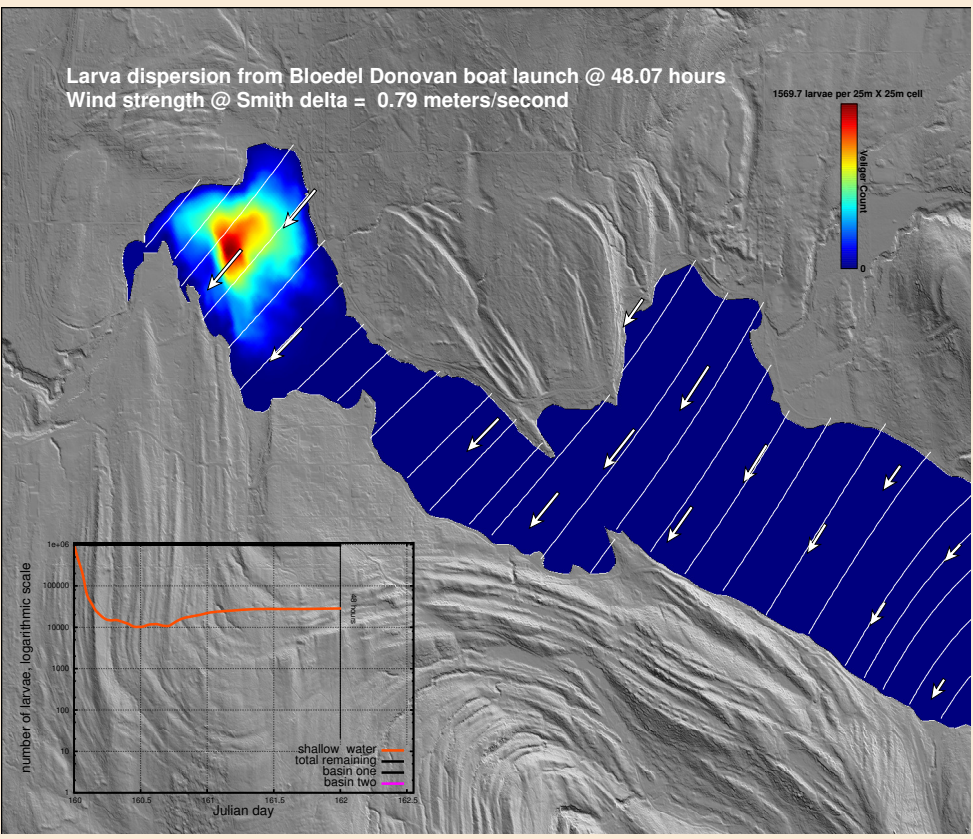 Larva dispersion from Bloedel Donovan boat launch @ 48.07 hours
Wind strength @ Smith delta =  0.79 meters/second
1569.7 larvae per 25m X 25m cell
Veliger Count
0
number of larvae, logarithmic scale
1e+06
100000
10000
1000
100
10
1
48 hours
shallow_water
total remaining
basin one
basin two
160
160.5
161
161.5
162
162.5
Julian day